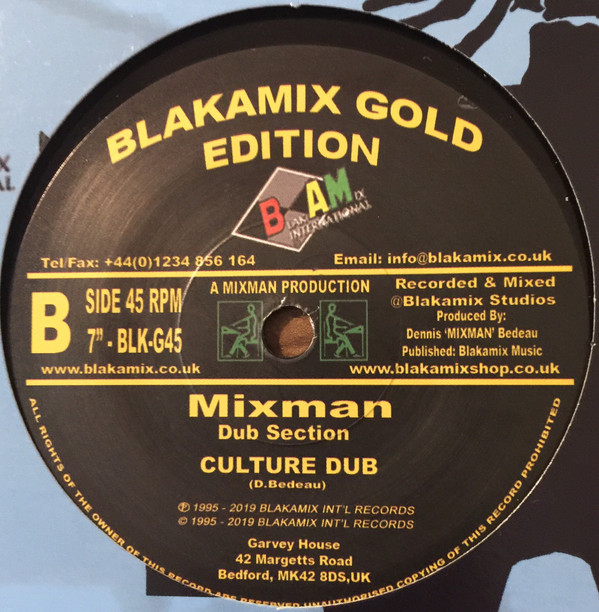 BLAKAMIX GOLD
EDITION
BLAKAMIX
INTERNATIONAL
Tel/Fax: +44(0)1234 856 164
Email: info@blakamix.co.uk
B
SIDE 45 RPM
7" - BLK-G45
www.blakamix.co.uk
A MIXMAN PRODUCTION
Recorded & Mixed
@Blakamix Studios
Produced By:
Dennis 'MIXMAN' Bedeau
Published: Blakamix Music
www.blakamixshop.co.uk
Mixman
Dub Section
CULTURE DUB
(D.Bedeau)
℗ 1995 - 2019 BLAKAMIX INT'L RECORDS
© 1995 - 2019 BLAKAMIX INT'L RECORDS
Garvey House
42 Margetts Road
Bedford, MK42 8DS,UK
ALL RIGHTS OF THE OWNER OF THIS RECORD ARE RESERVED UNAUTHORISED COPYING OF THIS RECORD PROHIBITED